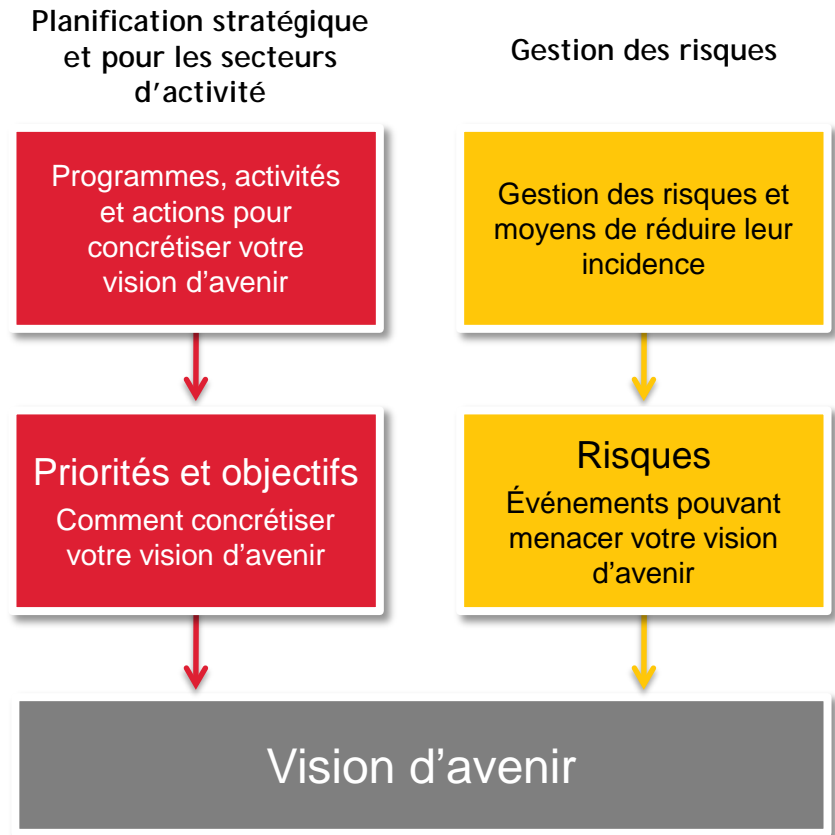 Planification stratégique
et pour les secteurs
d'activité
Gestion des risques
Programmes, activités
et actions pour
concrétiser votre
vision d'avenir
Gestion des risques et
moyens de réduire leur
incidence
Priorités et objectifs
Comment concrétiser
votre vision d'avenir
Risques
Événements pouvant
menacer votre vision
d'avenir
Vision d'avenir